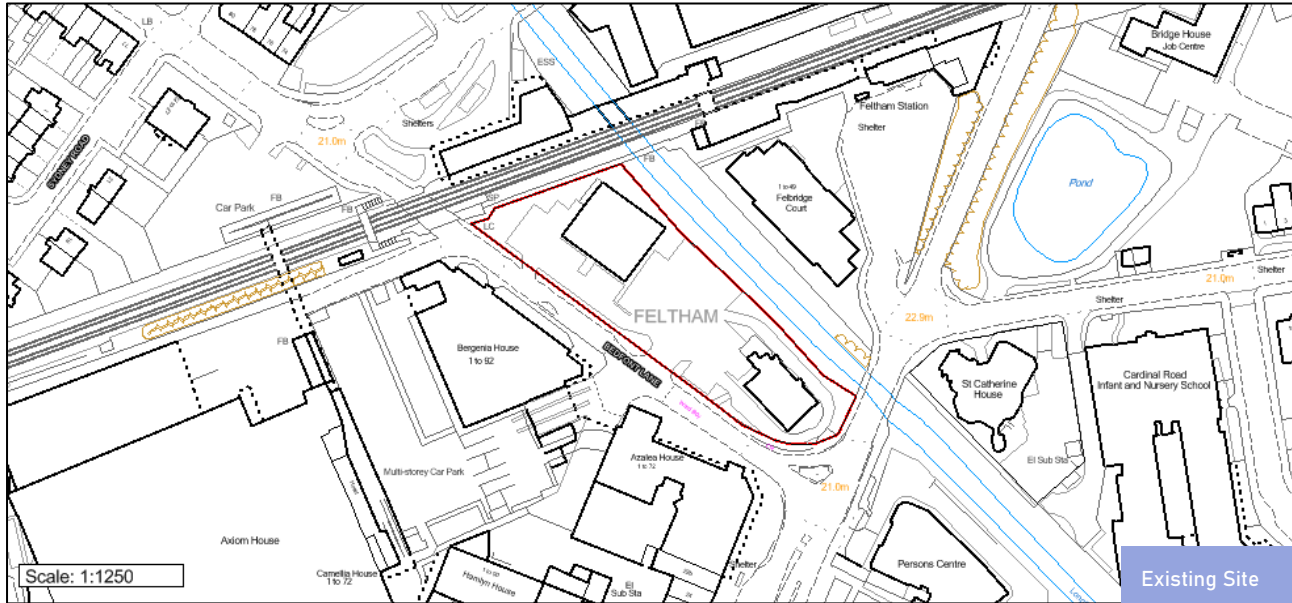 LB
Bridge House
Job Centre
ESS
Feltham Station
Shelter
Shelters
21.0m
SYDNEY ROAD
FB
Pond
1 to 49
Felbridge
Court
FB
Car Park
FB
SP
LC
21.0m
Shelter
Shelter
22.9m
FELTHAM
Bergenia House
1 to 92
BEDFONT LANE
FB
St Catherine
House
Cardinal Road
Infant and Nursery School
Azalea House
1 to 72
El Sub Sta
Multi-storey Car Park
21.0m
Axiom House
Camellia House
1 to 72
Hamlyn House
El
Sub Sta
Shelter
Persons Centre
Scale: 1:1250
Existing Site